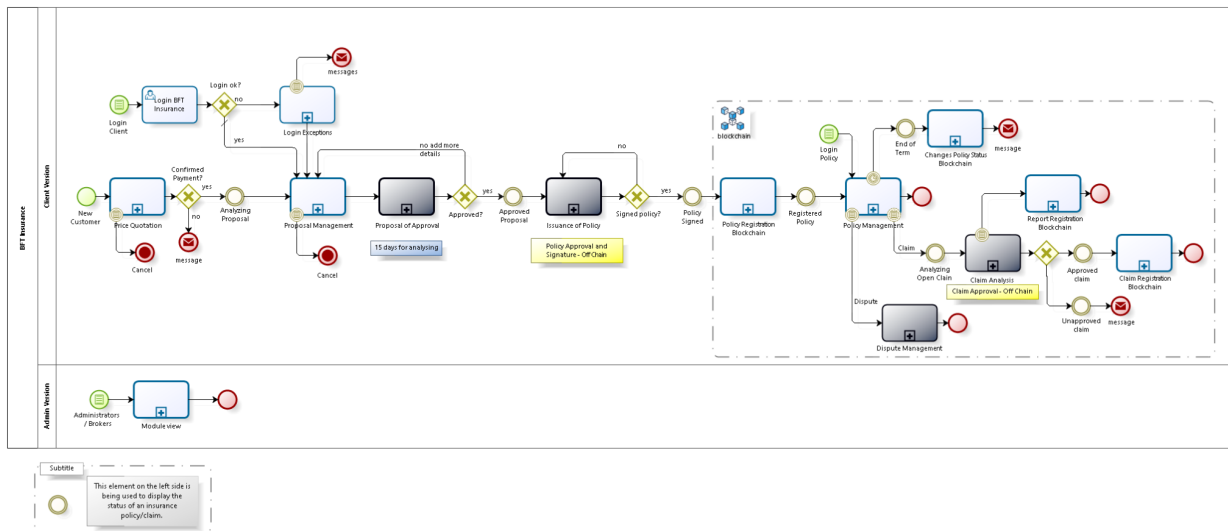 BFT Insurance
Client Version
Login ok?
messages
Login BFT
Insurance
no
Login
Client
Login Exceptions
yes
no add more
details
no
blockchain
Login
Policy
End of
Term
Changes Policy Status
Blockchain
message
Confirmed
Payment?
yes
Analyzing
Proposal
no
message
New
Customer
Price Quotation
Cancel
Proposal Management
Cancel
Proposal of Approval
15 days for analysing
Approved?
yes
Approved
Proposal
Issuance of Policy
Policy Approval and
Signature - Off Chain
Signed policy?
yes
Policy
Signed
Policy Registration
Blockchain
Registered
Policy
Policy Management
Report Registration
Blockchain
Claim
Analyzing
Open Claim
Claim Analysis
Claim Approval - Off Chain
Approved
claim
Claim Registration
Blockchain
Unapproved
claim
message
Dispute
Dispute Management
Admin Version
Administrators
/ Brokers
Module view
Subtitle
This element on the left side is
being used to display the
status of an insurance
policy/claim.